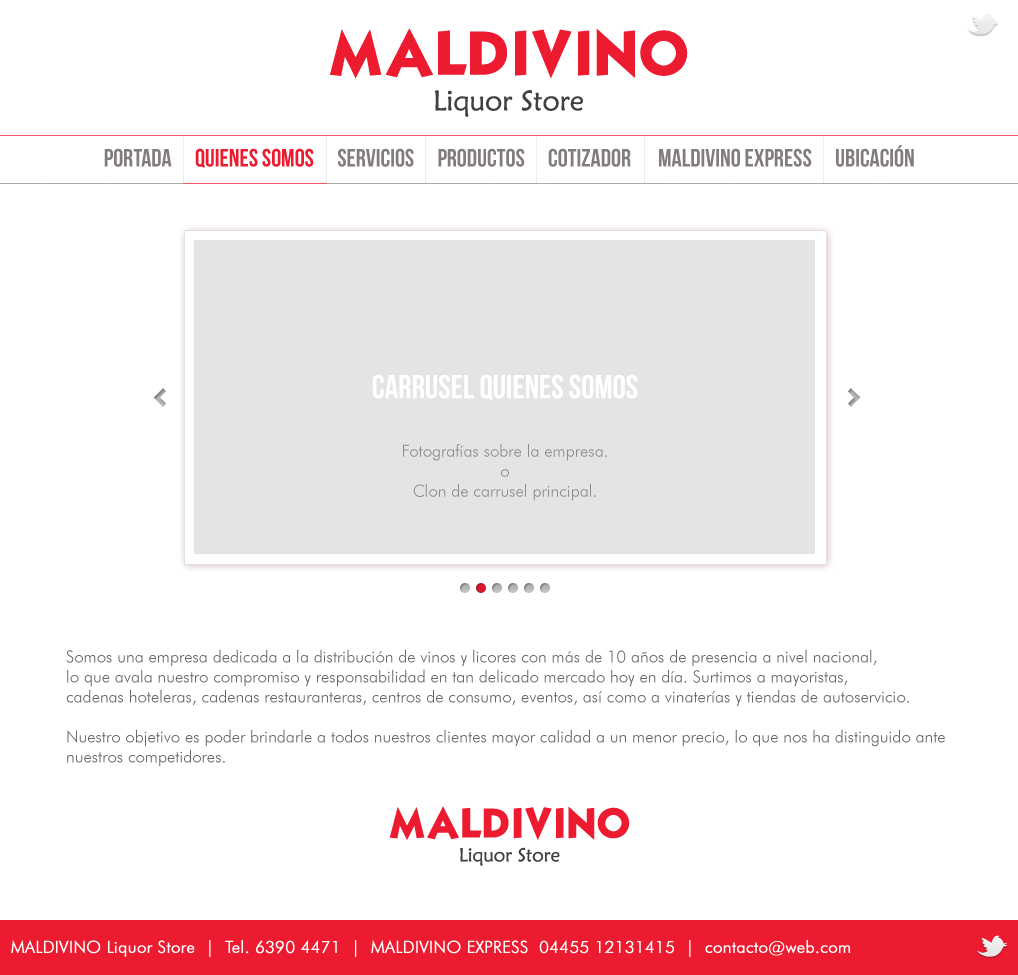 MALDIVINO
Liquor Store
PORTADA QUIENES SOMOS SERVICIOS PRODUCTOS COTIZADOR MALDIVINO EXPRESS UBICACIÓN
CARRUSEL QUIENES SOMOS
Fotografías sobre la empresa.
o
Clon de carrusel principal.
Somos una empresa dedicada a la distribución de vinos y licores con más de 10 años de presencia a nivel nacional,
lo que avala nuestro compromiso y responsabilidad en tan delicado mercado hoy en día. Surtimos a mayoristas,
cadenas hoteleras, cadenas restauranteras, centros de consumo, eventos, así como a vinaterías y tiendas de autoservicio.
Nuestro objetivo es poder brindarle a todos nuestros clientes mayor calidad a un menor precio, lo que nos ha distinguido ante
nuestros competidores.
MALDIVINO
Liquor Store
MALDIVINO Liquor Store | Tel. 6390 4471 | MALDIVINO EXPRESS 04455 12131415 | contacto@web.com